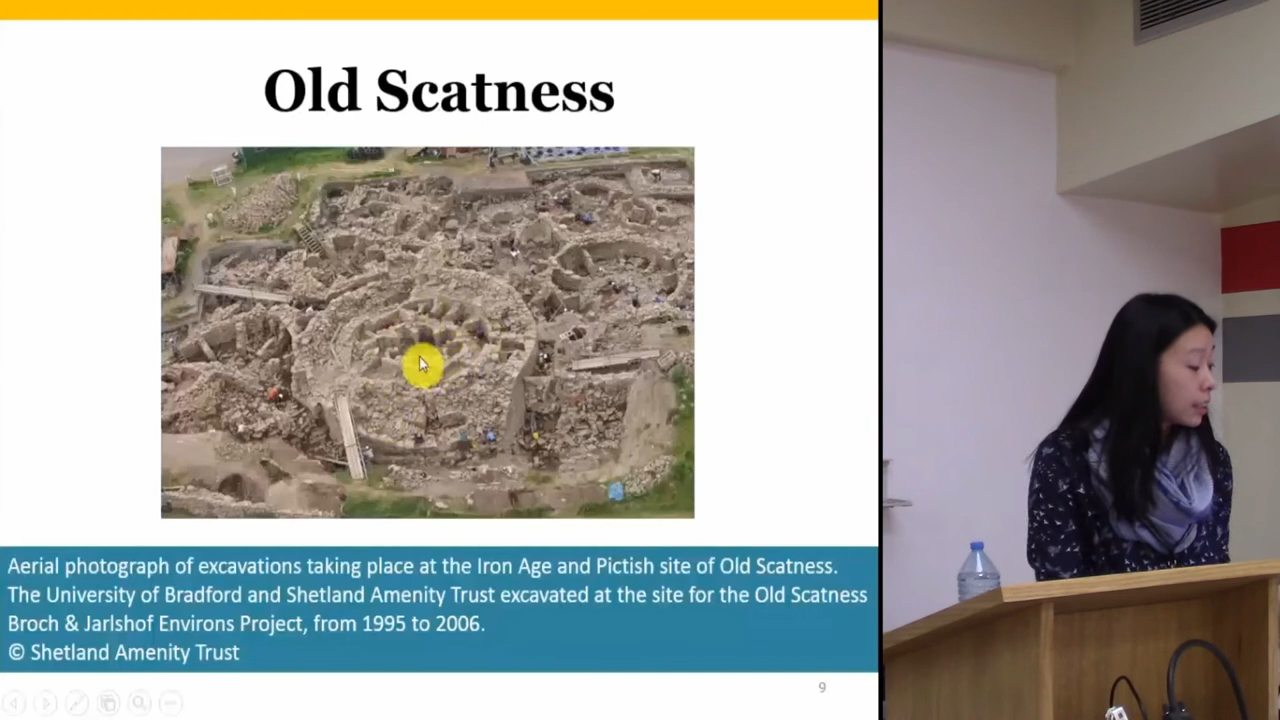 Old Scatness
Aerial photograph of excavations taking place at the Iron Age and Pictish site of Old Scatness.
The University of Bradford and Shetland Amenity Trust excavated at the site for the Old Scatness
Broch & Jarlshof Environs Project, from 1995 to 2006.
© Shetland Amenity Trust
9